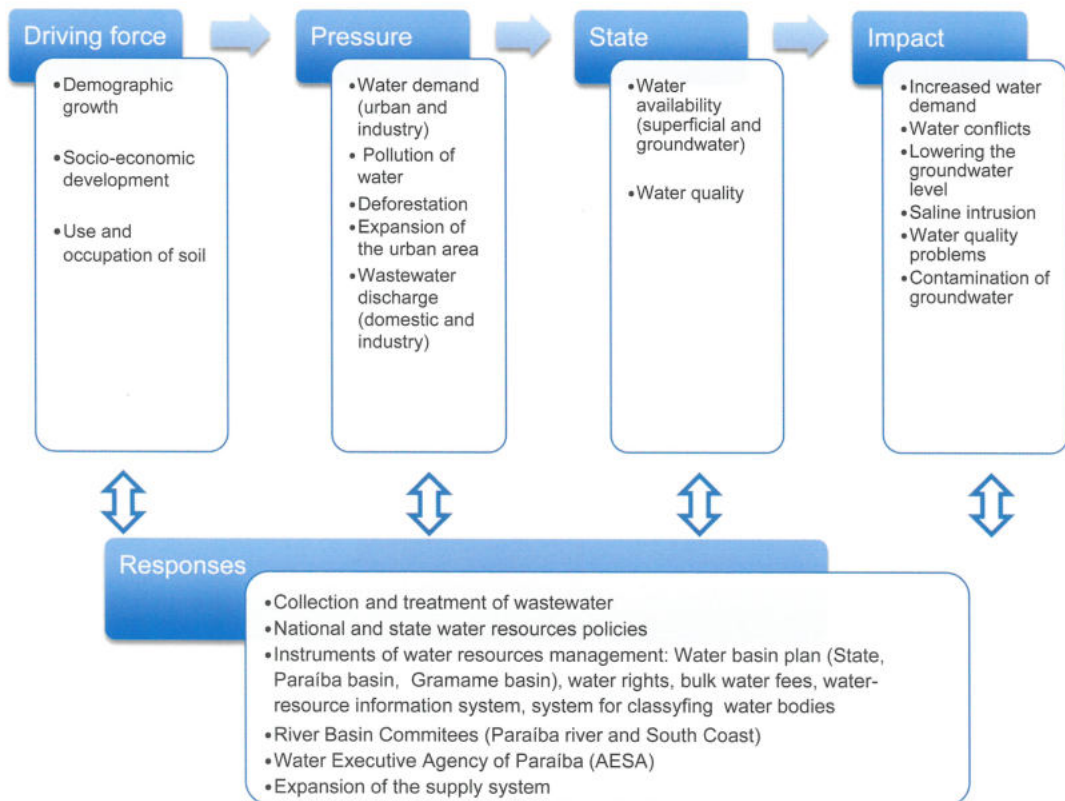 Driving force
Pressure
State
Impact
•Demographic
growth
•Socio-economic
development
•Use and
occupation of soil
•Water demand
(urban and
industry)
• Pollution of
water
•Deforestation
•Expansion of
the urban area
•Wastewater
discharge
(domestic and
industry)
•Water
availability
(superficial and
groundwater)
•Water quality
•Increased water
demand
•Water conflicts
•Lowering the
groundwater
level
•Saline intrusion
•Water quality
problems
•Contamination of
groundwater
Responses
•Collection and treatment of wastewater
•National and state water resources policies
•Instruments of water resources management: Water basin plan (State,
Paraíba basin, Gramame basin), water rights, bulk water fees, water-
resource information system, system for classyfing water bodies
•River Basin Commitees (Paraíba river and South Coast)
•Water Executive Agency of Paraíba (AESA)
•Expansion of the supply system